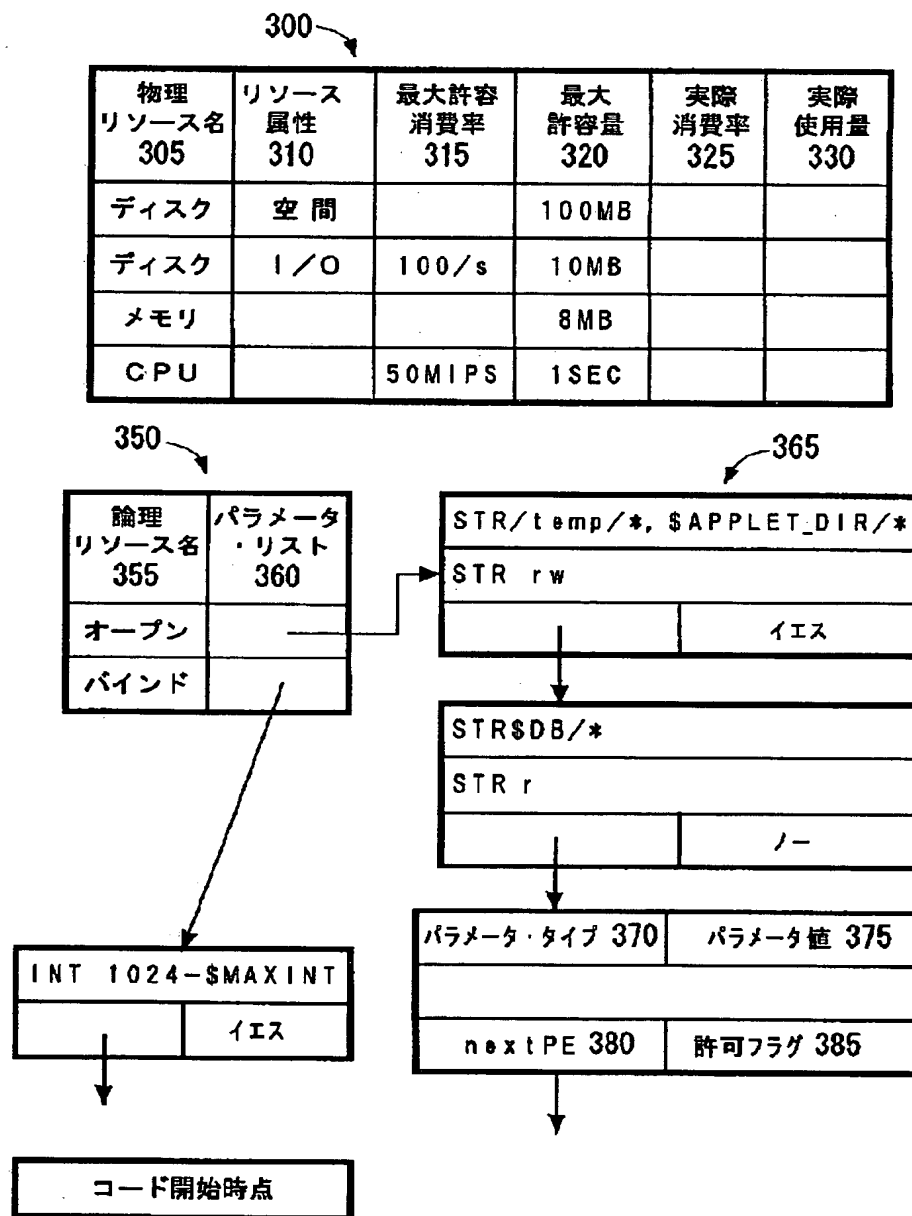 300
物理
リソース名
305
リソース
属性
310
最大許容
消費率
315
最大
許容量
320
実際
消費率
325
実際
使用量
330
ディスク 空間 100MB
ディスク I/O 100/s 10MB
メモリ 8MB
CPU 50MIPS 1SEC
350
論理
リソース名
355
パラメータ
・リスト
360
オープン
バインド
365
STR/temp/*, $APPLET_DIR/*
STR rw
イエス
STR$DB/*
STR r
ノー
パラメータ・タイプ 370 パラメータ値 375
nextPE 380 許可フラグ 385
INT 1024-$MAXINT
イエス
コード開始時点